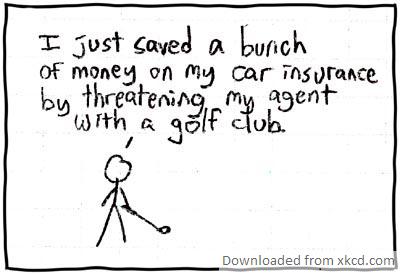 I just saved a bunch
of money on my car insurance
by threatening my agent
with a golf club.
Downloaded from xkcd.com